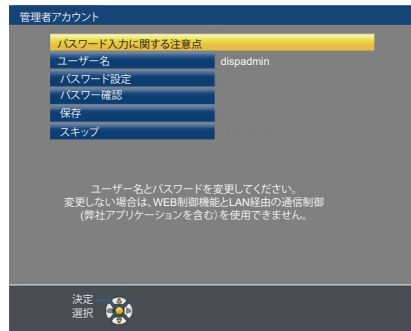 管理者アカウント
パスワード入力に関する注意点
ユーザー名 dispadmin
パスワード設定
パスワー確認
保存
スキップ
ユーザー名とパスワードを変更してください。
変更しない場合は、WEB制御機能とLAN経由の通信制御
(弊社アプリケーションを含む)を使用できません。
決定
選択